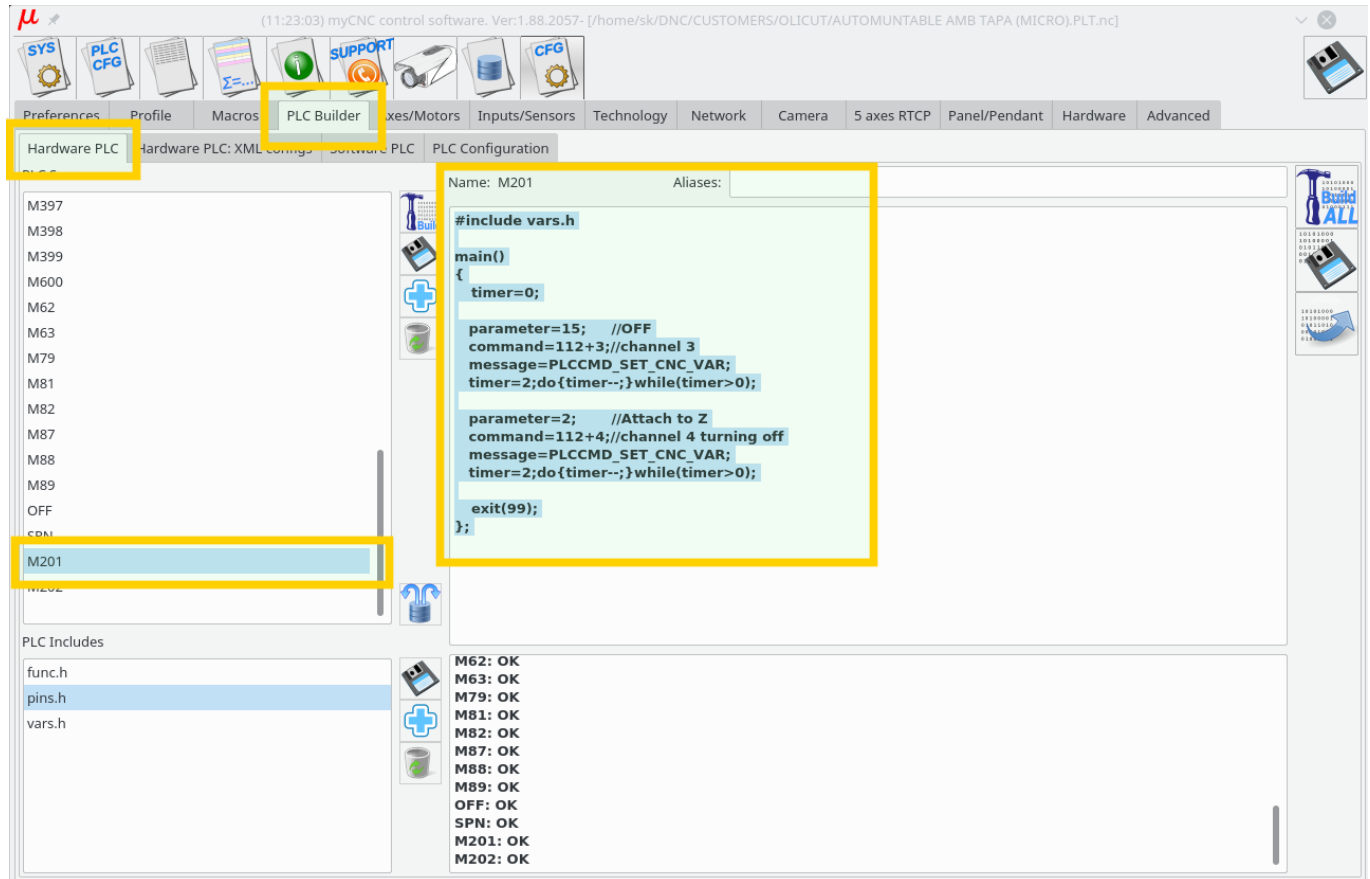 (11:23:03) myCNC control software. Ver:1.88.2057- [/home/sk/DNC/CUSTOMERS/OLICUT/AUTOMUNTABLE AMB TAPA (MICRO).PLT.nc]
SYS
PLC CFG
Σ=...
SUPPORT
CFG
Preferences Profile Macros PLC Builder Axes/Motors Inputs/Sensors Technology Network Camera 5 axes RTCP Panel/Pendant Hardware Advanced
Hardware PLC Hardware PLC: XML configs Software PLC PLC Configuration
M397
M398
M399
M600
M62
M63
M79
M81
M82
M87
M88
M89
OFF
SPN
M201
M202
Build
Name: M201 Aliases:
#include vars.h
main()
{
timer=0;
parameter=15; //OFF
command=112+3;//channel 3
message=PLCCMD_SET_CNC_VAR;
timer=2;do{timer--;}while(timer>0);
parameter=2; //Attach to Z
command=112+4;//channel 4 turning off
message=PLCCMD_SET_CNC_VAR;
timer=2;do{timer--;}while(timer>0);
exit(99);
};
Build ALL
PLC Includes
func.h
pins.h
vars.h
M62: OK
M63: OK
M79: OK
M81: OK
M82: OK
M87: OK
M88: OK
M89: OK
OFF: OK
SPN: OK
M201: OK
M202: OK